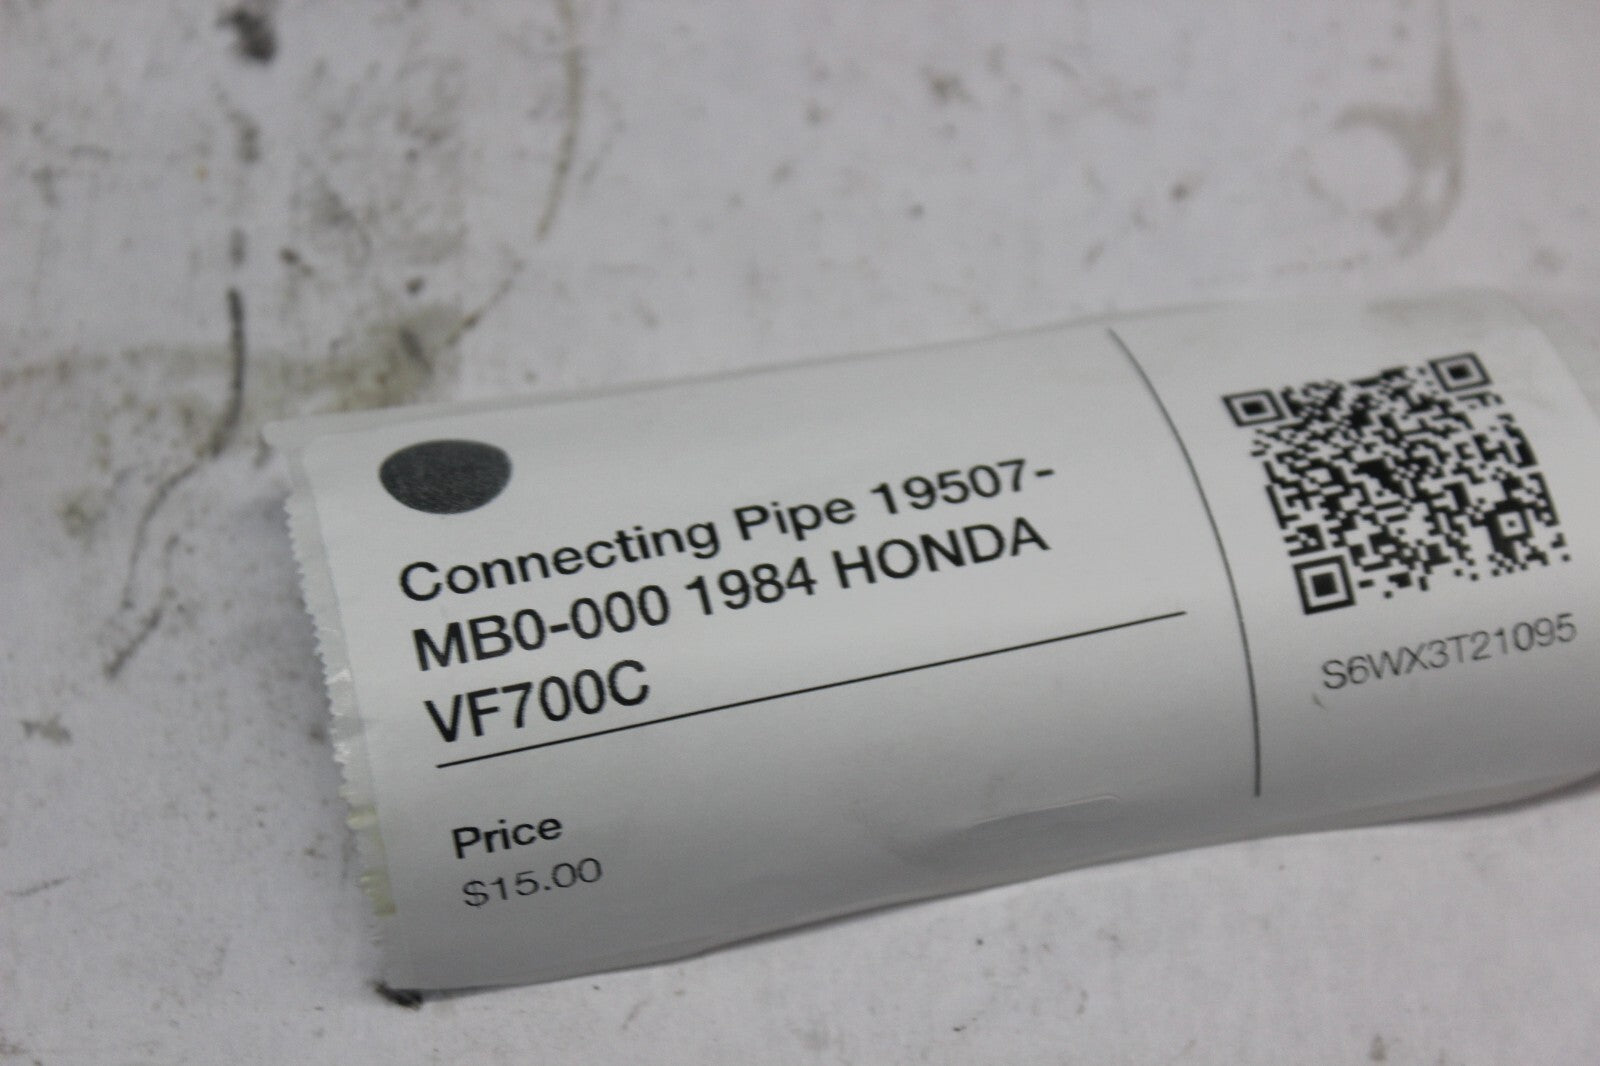 Connecting Pipe 19507-
MB0-000 1984 HONDA
VF700C
Price
$15.00
S6WX3T21095